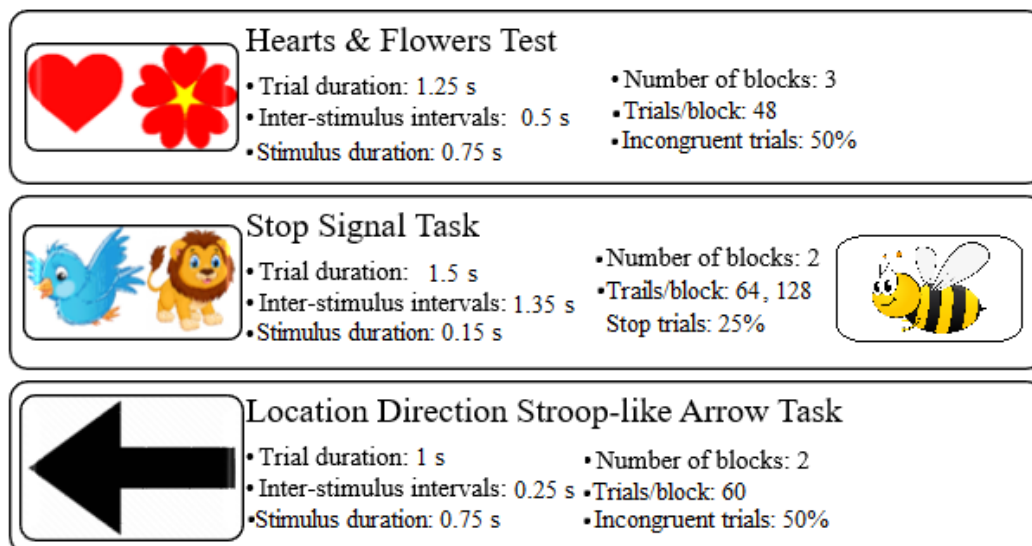 Hearts & Flowers Test
• Trial duration: 1.25 s
• Inter-stimulus intervals: 0.5 s
• Stimulus duration: 0.75 s
• Number of blocks: 3
• Trials/block: 48
• Incongruent trials: 50%
Stop Signal Task
• Trial duration: 1.5 s
• Inter-stimulus intervals: 1.35 s
• Stimulus duration: 0.15 s
• Number of blocks: 2
• Trails/block: 64, 128
Stop trials: 25%
Location Direction Stroop-like Arrow Task
• Trial duration: 1 s
• Inter-stimulus intervals: 0.25 s
• Stimulus duration: 0.75 s
• Number of blocks: 2
• Trials/block: 60
• Incongruent trials: 50%